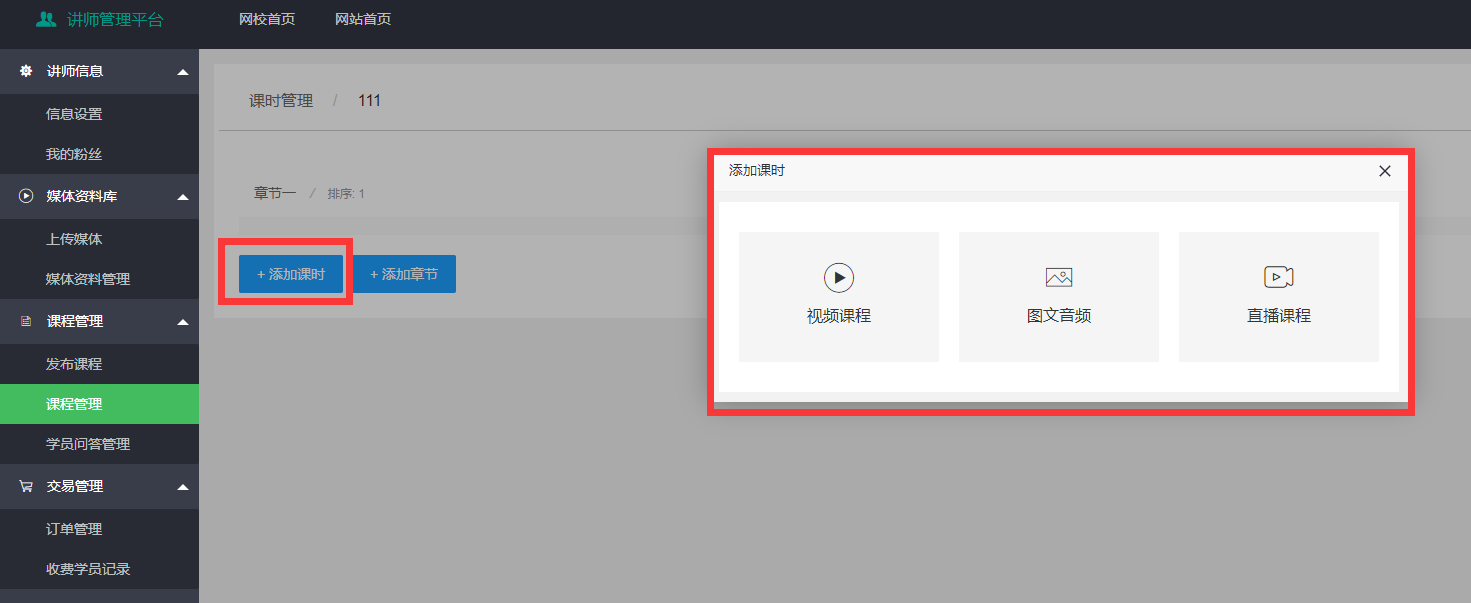 讲师管理平台 网校首页 网站首页
讲师信息
信息设置
我的粉丝
媒体资料库
上传媒体
媒体资料管理
课程管理
发布课程
课程管理
学员问答管理
交易管理
订单管理
收费学员记录
课时管理 / 111
章节一 / 排序: 1
+ 添加课时 + 添加章节
添加课时
视频课程 图文音频 直播课程